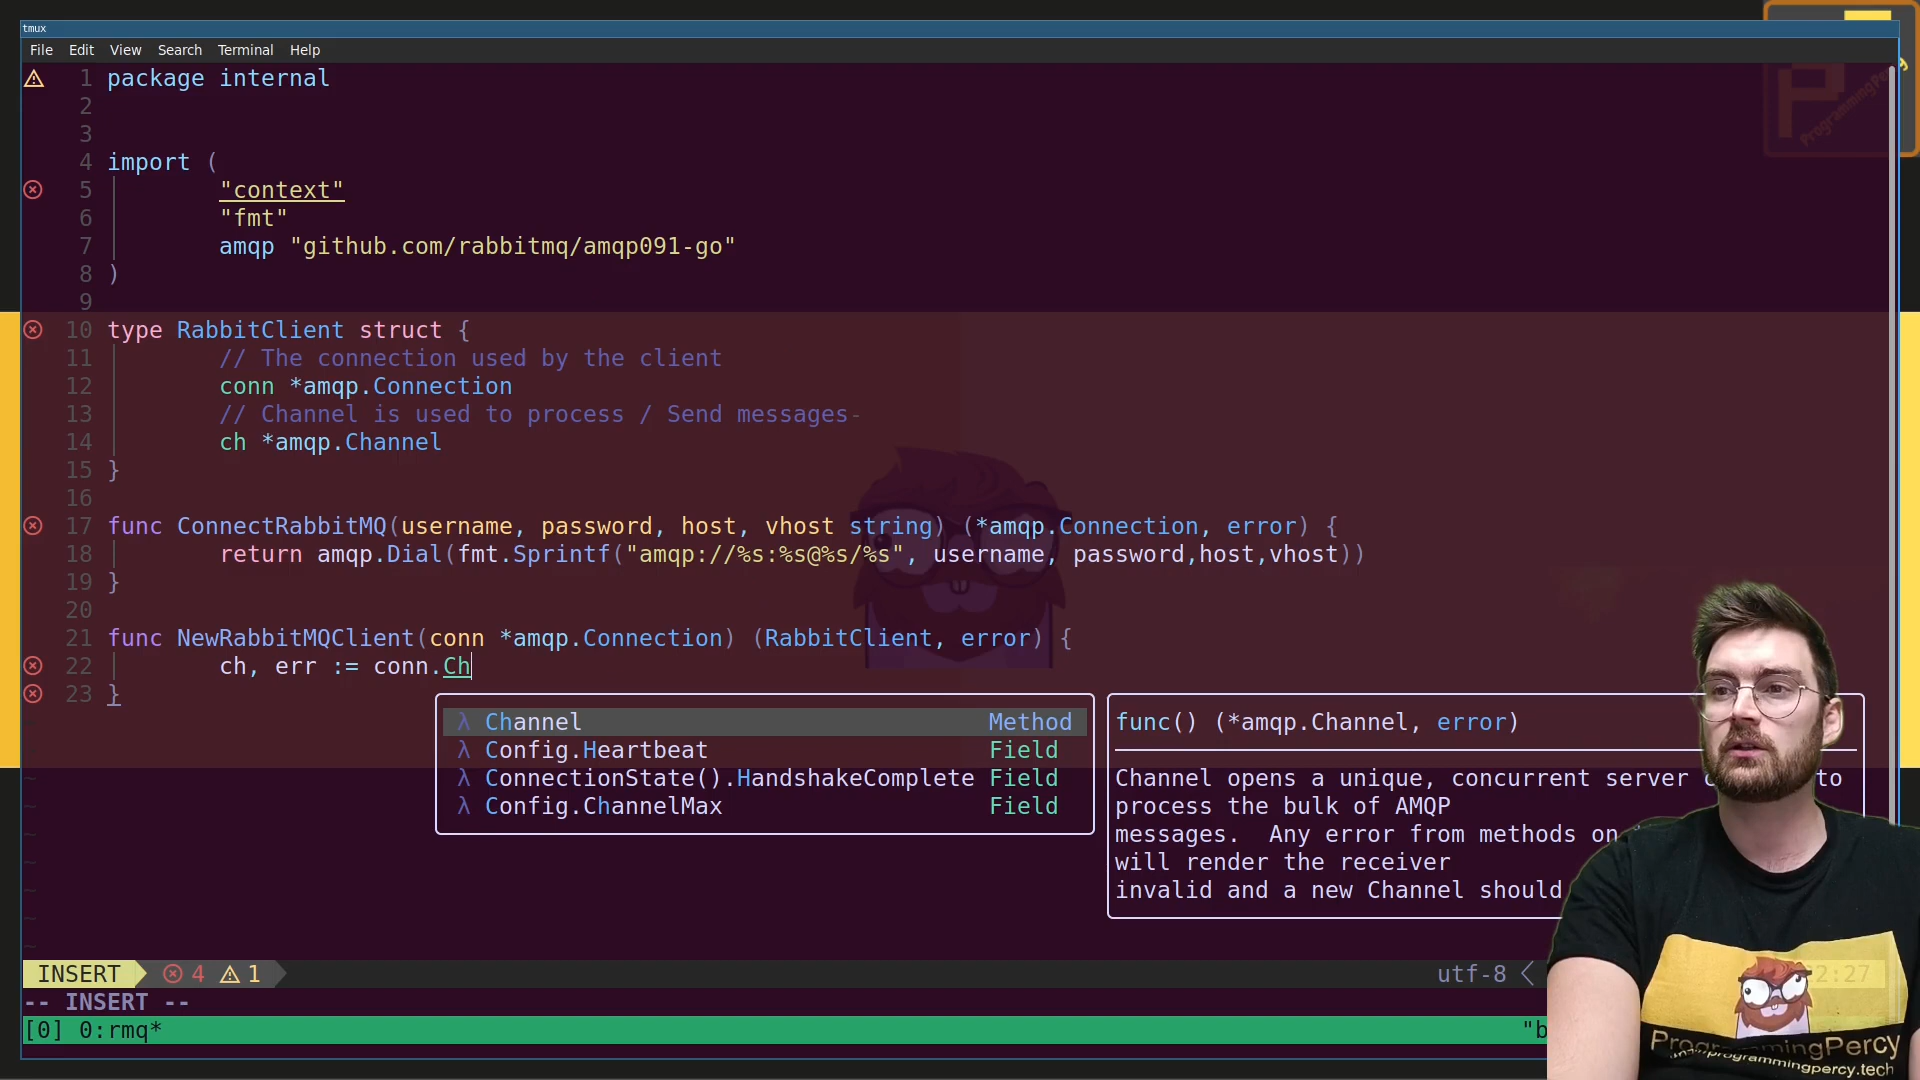 tmux
File Edit View Search Terminal Help
1 package internal
2
3
4 import (
5 "context"
6 "fmt"
7 amqp "github.com/rabbitmq/amqp091-go"
8 )
9
10 type RabbitClient struct {
11 // The connection used by the client
12 conn *amqp.Connection
13 // Channel is used to process / Send messages-
14 ch *amqp.Channel
15 }
16
17 func ConnectRabbitMQ(username, password, host, vhost string) (*amqp.Connection, error) {
18 return amqp.Dial(fmt.Sprintf("amqp://%s:%s@%s/%s", username, password,host,vhost))
19 }
20
21 func NewRabbitMQClient(conn *amqp.Connection) (RabbitClient, error) {
22 ch, err := conn.Ch
23 }
λ Channel Method
λ Config.Heartbeat Field
λ ConnectionState().HandshakeComplete Field
λ Config.ChannelMax Field
func() (*amqp.Channel, error)
Channel opens a unique, concurrent server to
process the bulk of AMQP
messages. Any error from methods on
will render the receiver
invalid and a new Channel should
INSERT 4 1
utf-8 2:27
-- INSERT --
[0] 0:rmq* "b
ProgrammingPercy
ProgrammingPercy
programmingpercy.tech